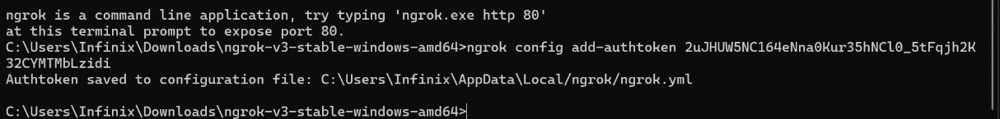 ngrok is a command line application, try typing 'ngrok.exe http 80'
at this terminal prompt to expose port 80.
C:\Users\Infinix\Downloads\ngrok-v3-stable-windows-amd64>ngrok config add-authtoken 2uJHUW5NC164eNna0Kur35hNCl0_5tFqjh2K
32CYMTMbLzidi
Authtoken saved to configuration file: C:\Users\Infinix\AppData\Local/ngrok/ngrok.yml
C:\Users\Infinix\Downloads\ngrok-v3-stable-windows-amd64>